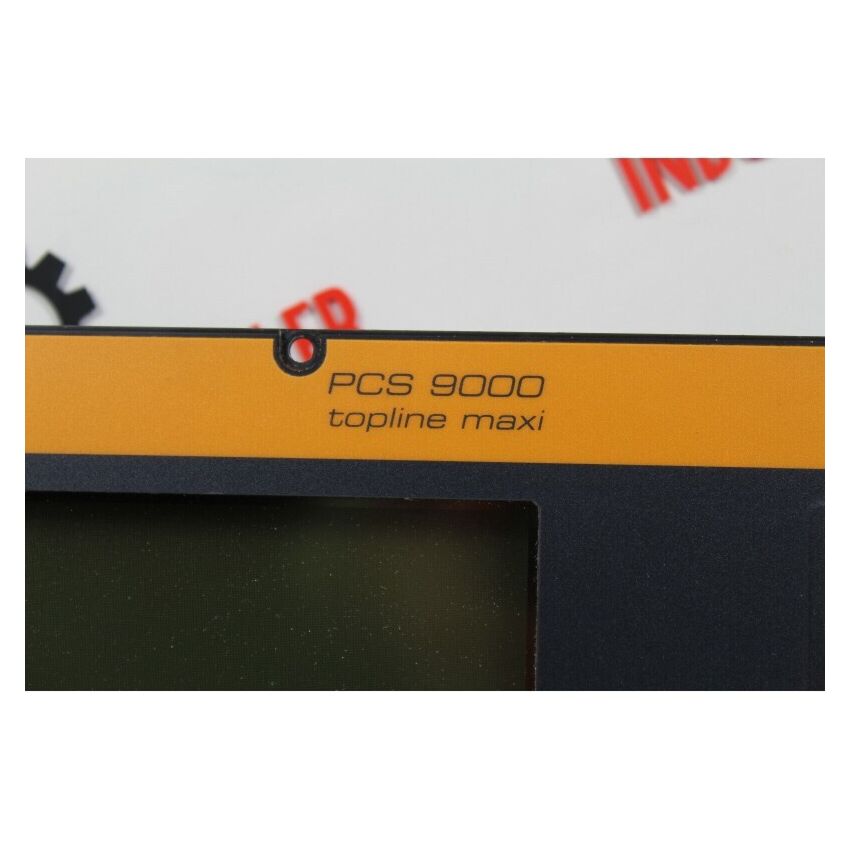 PCS 9000
topline maxi